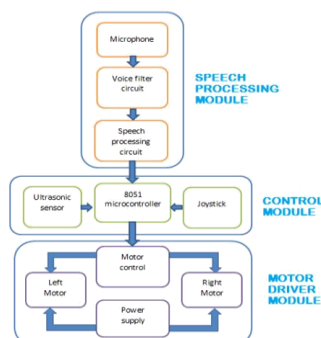 Microphone
Voice filter
circuit
SPEECH
PROCESSING
MODULE
Speech
processing
circuit
Ultrasonic
sensor
8051
microcontroller
Joystick
CONTROL
MODULE
Motor
control
Left
Motor
Right
Motor
MOTOR
DRIVER
MODULE
Power
supply